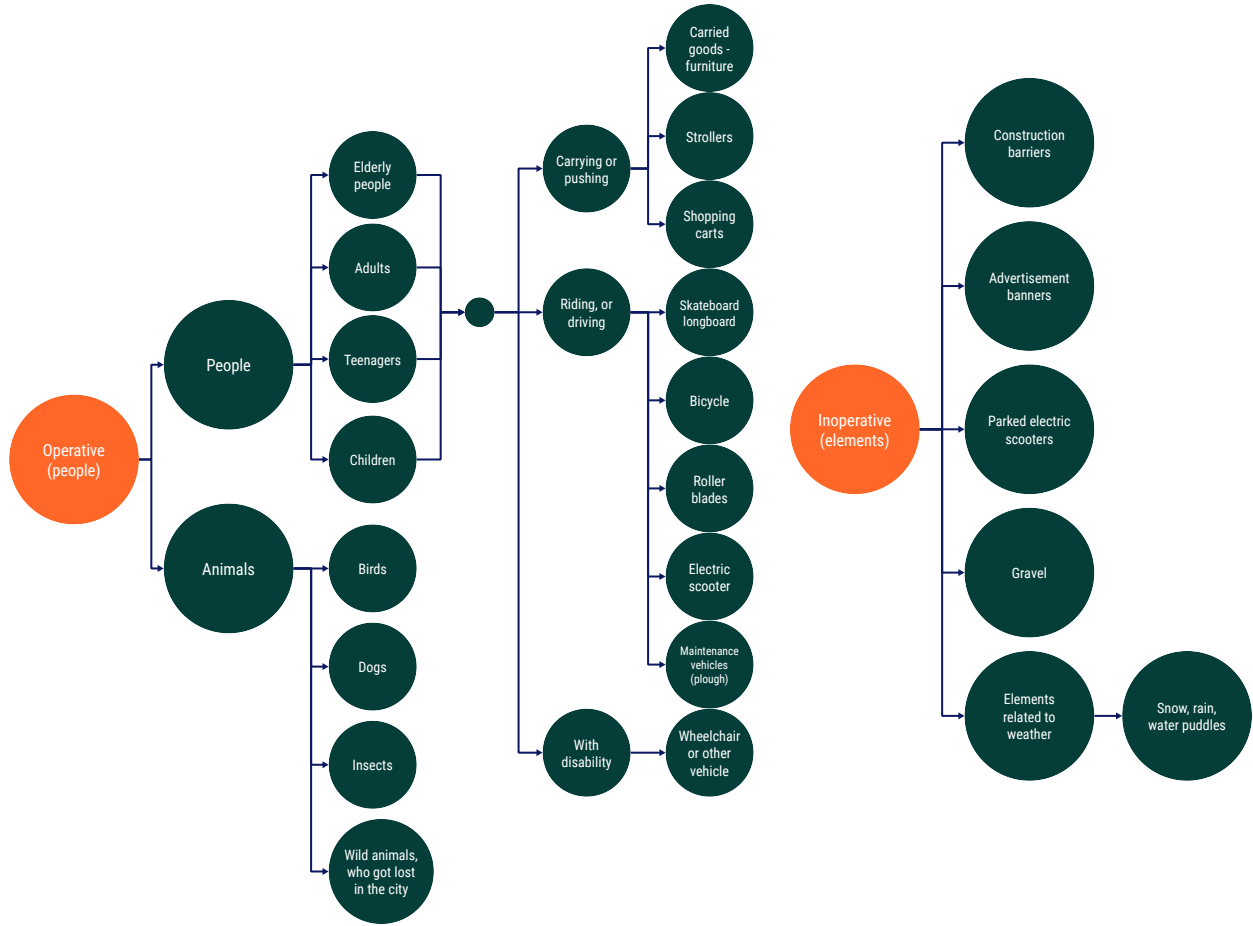 Operative
(people)
People
Animals
Elderly
people
Adults
Teenagers
Children
Birds
Dogs
Insects
Wild animals,
who got lost
in the city
Carrying or
pushing
Riding, or
driving
With
disability
Carried
goods -
furniture
Strollers
Shopping
carts
Skateboard
longboard
Bicycle
Roller
blades
Electric
scooter
Maintenance
vehicles
(plough)
Wheelchair
or other
vehicle
Inoperative
(elements)
Construction
barriers
Advertisement
banners
Parked electric
scooters
Gravel
Elements
related to
weather
Snow, rain,
water puddles